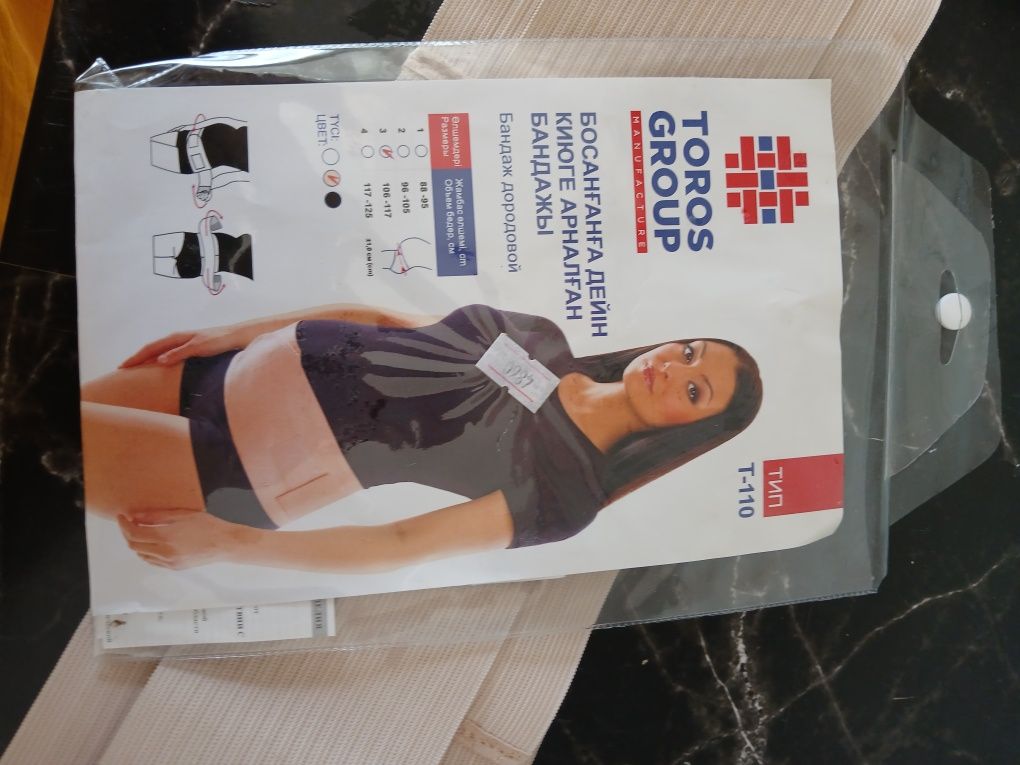 TOROS
GROUP
MANUFACTURE
БОСАНҒАНҒА ДЕЙІН
КИЮГЕ АРНАЛҒАН
БАНДАЖЫ
Бандаж дородовой
Өлшемдері
Размеры
Жамбас өлшемі, cm
Объем бедер, см
1 88 -95
2 96 -105
3 106 -117
4 117 -125
ТҮСІ:
ЦВЕТ:
ТИП
Т-110